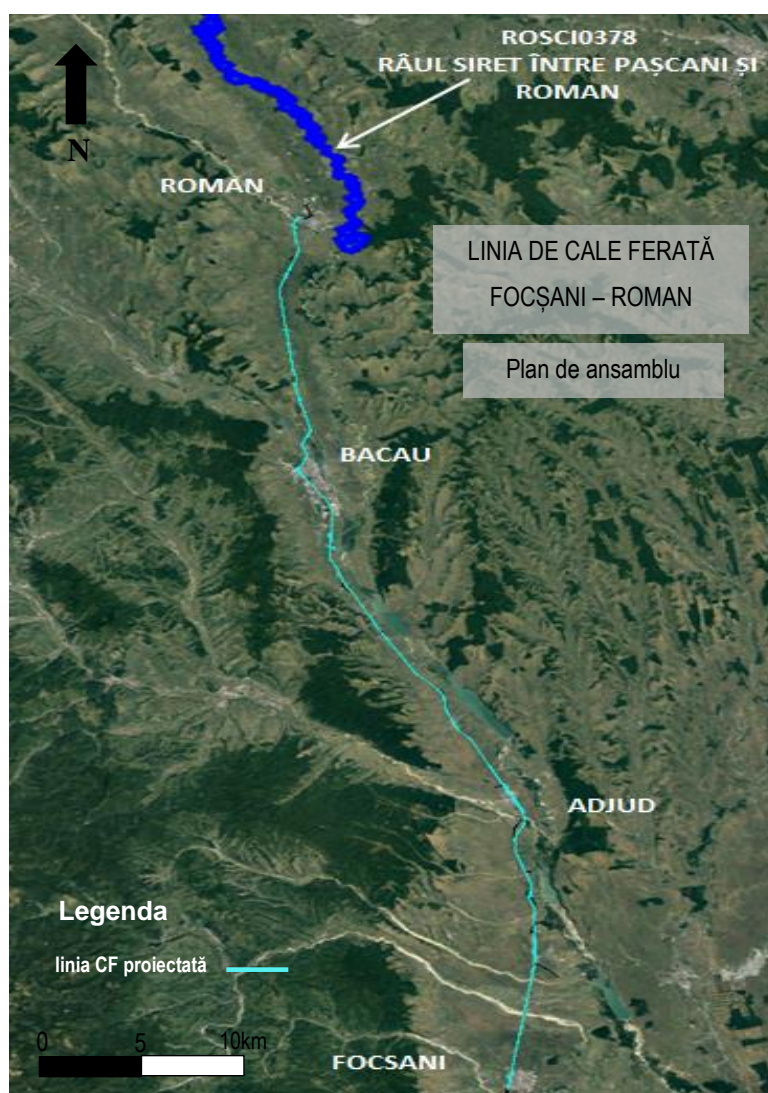 ROSCI0378
RÂUL SIRET ÎNTRE PAȘCANI ȘI
ROMAN
N
ROMAN
LINIA DE CALE FERATĂ
FOCȘANI – ROMAN
Plan de ansamblu
BACAU
ADJUD
Legenda
linia CF proiectată
0 5 10km
FOCSANI